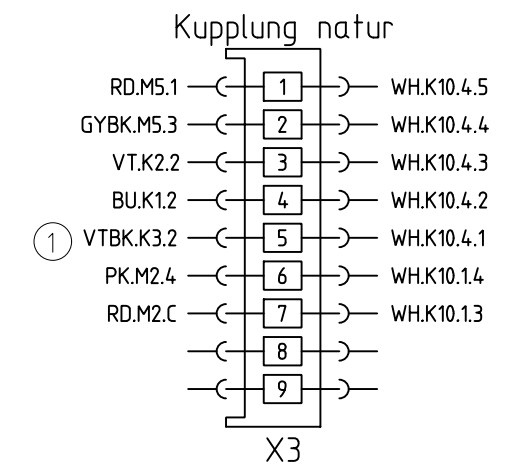 Kupplung natur
RD.M5.1 1 WH.K10.4.5
GYBK.M5.3 2 WH.K10.4.4
VT.K2.2 3 WH.K10.4.3
BU.K1.2 4 WH.K10.4.2
1 VTBK.K3.2 5 WH.K10.4.1
PK.M2.4 6 WH.K10.1.4
RD.M2.C 7 WH.K10.1.3
8
9
X3